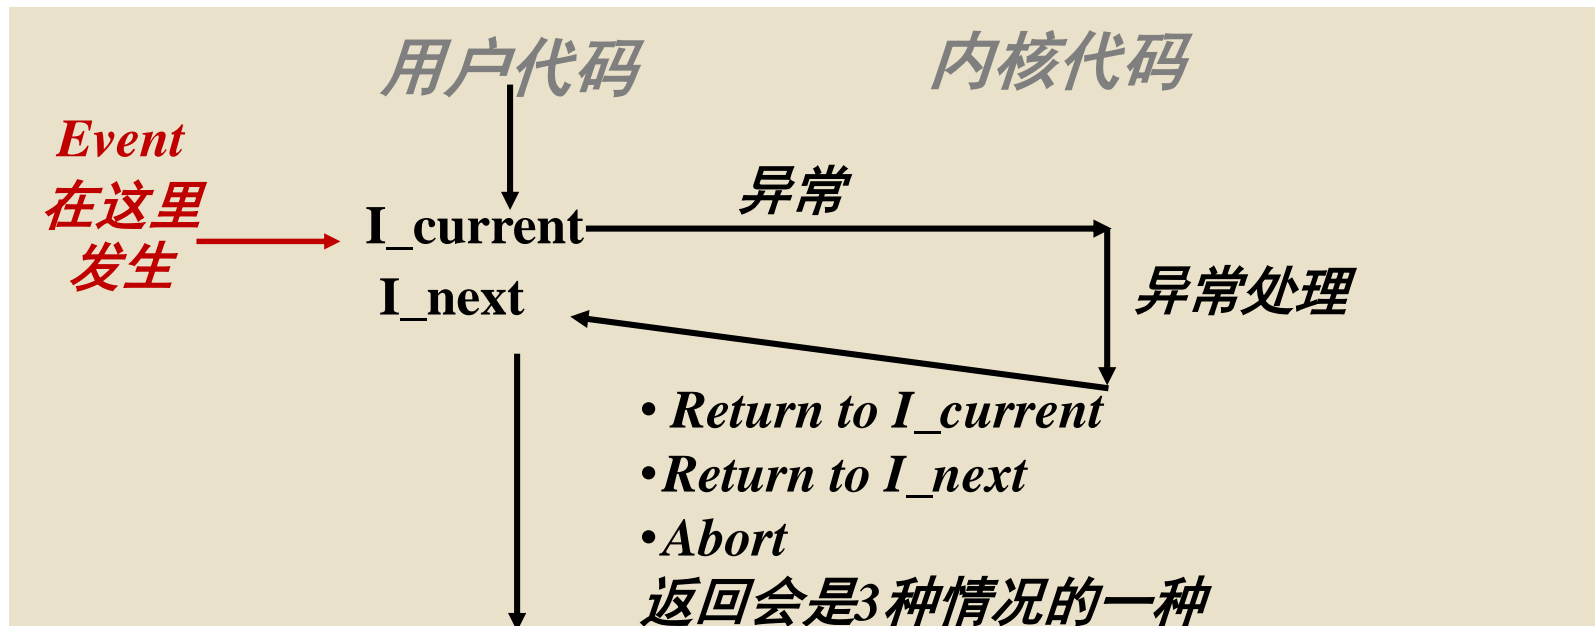 用户代码
内核代码
Event
在这里
发生
异常
I_current
I_next
异常处理
• Return to I_current
•Return to I_next
•Abort
返回会是3种情况的一种